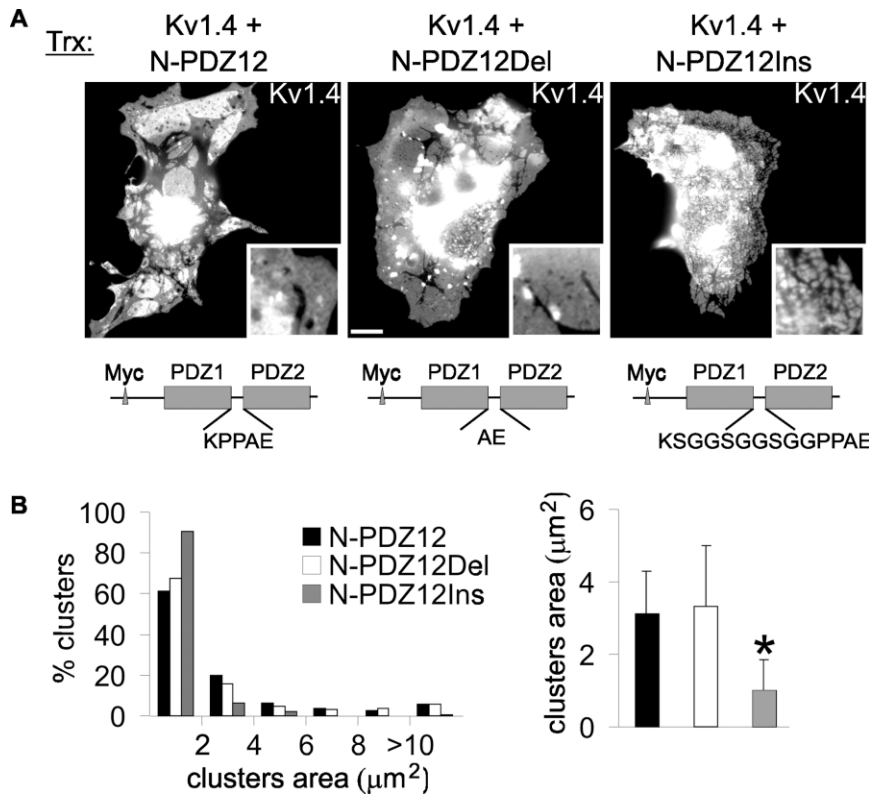 A
Trx:
Kv1.4 +
N-PDZ12
Kv1.4 +
N-PDZ12Del
Kv1.4 +
N-PDZ12Ins
Kv1.4
Kv1.4
Kv1.4
Myc PDZ1 PDZ2
KPPAE
Myc PDZ1 PDZ2
AE
Myc PDZ1 PDZ2
KSGGSGGSGGPPAE
B
% clusters
100
80
60
40
20
0
N-PDZ12
N-PDZ12Del
N-PDZ12Ins
2 4 6 8 >10
clusters area (μm²)
clusters area (μm²)
6
4
2
0
*